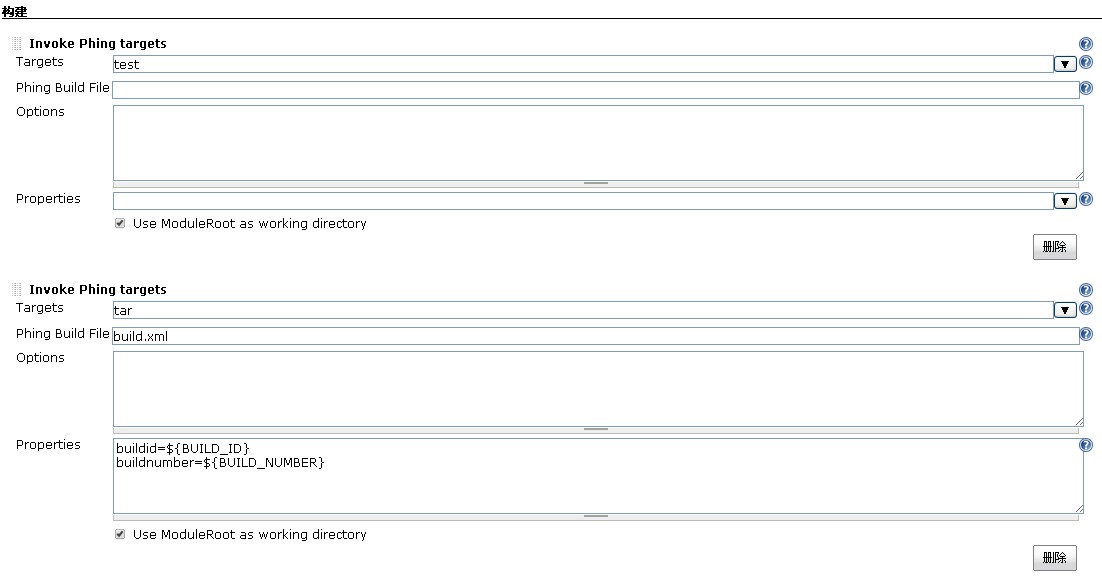 构建
Invoke Phing targets
Targets test
Phing Build File
Options
Properties
Use ModuleRoot as working directory
删除
Invoke Phing targets
Targets tar
Phing Build File build.xml
Options
Properties buildid=${BUILD_ID}
buildnumber=${BUILD_NUMBER}
Use ModuleRoot as working directory
删除